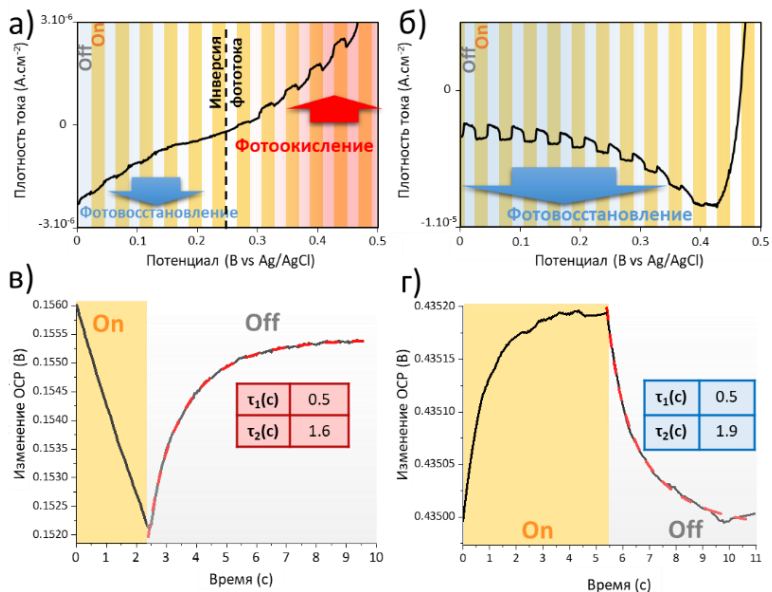 а)
Плотность тока (А.см⁻²)
3.10⁻⁶
0
-3.10⁻⁶
Off
On
Инверсия
фототока
Фотоокисление
Фотовосстановление
0
0.1
0.2
0.3
0.4
0.5
Потенциал (В vs Ag/AgCl)
б)
Плотность тока (А.см⁻²)
0
-1.10⁻⁵
Off
On
Фотовосстановление
0
0.1
0.2
0.3
0.4
0.5
Потенциал (В vs Ag/AgCl)
в)
Изменение ОСР (В)
0.1560
0.1555
0.1550
0.1545
0.1540
0.1535
0.1530
0.1525
0.1520
On
Off
τ₁(с) 0.5
τ₂(с) 1.6
0 1 2 3 4 5 6 7 8 9 10
Время (с)
г)
Изменение ОСР (В)
0.43520
0.43515
0.43510
0.43505
0.43500
On
Off
τ₁(с) 0.5
τ₂(с) 1.9
0 1 2 3 4 5 6 7 8 9 10 11
Время (с)